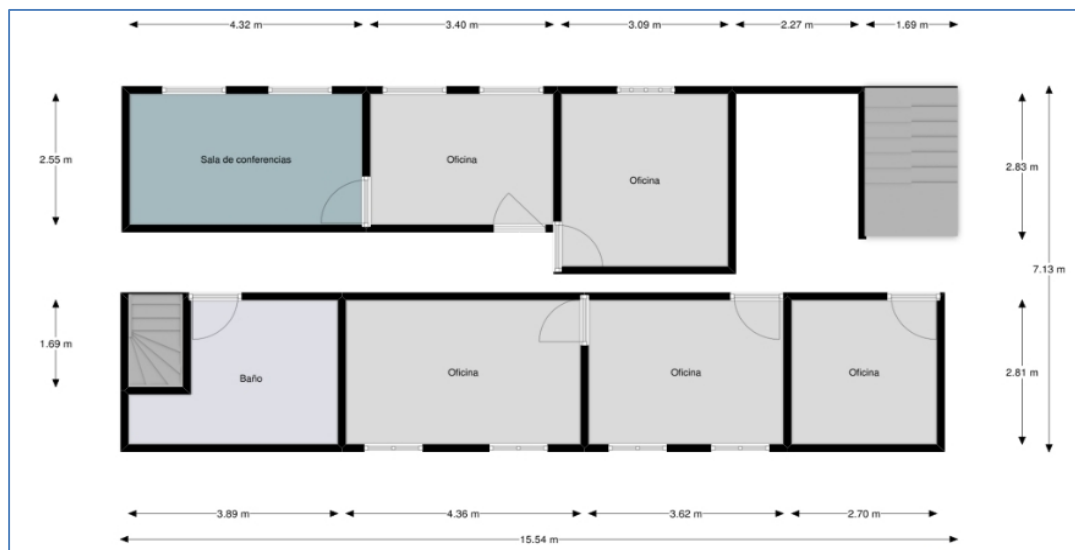 4.32 m
3.40 m
3.09 m
2.27 m
1.69 m
2.55 m
Sala de conferencias
Oficina
Oficina
2.83 m
7.13 m
1.69 m
Baño
Oficina
Oficina
Oficina
2.81 m
3.89 m
4.36 m
3.62 m
2.70 m
15.54 m